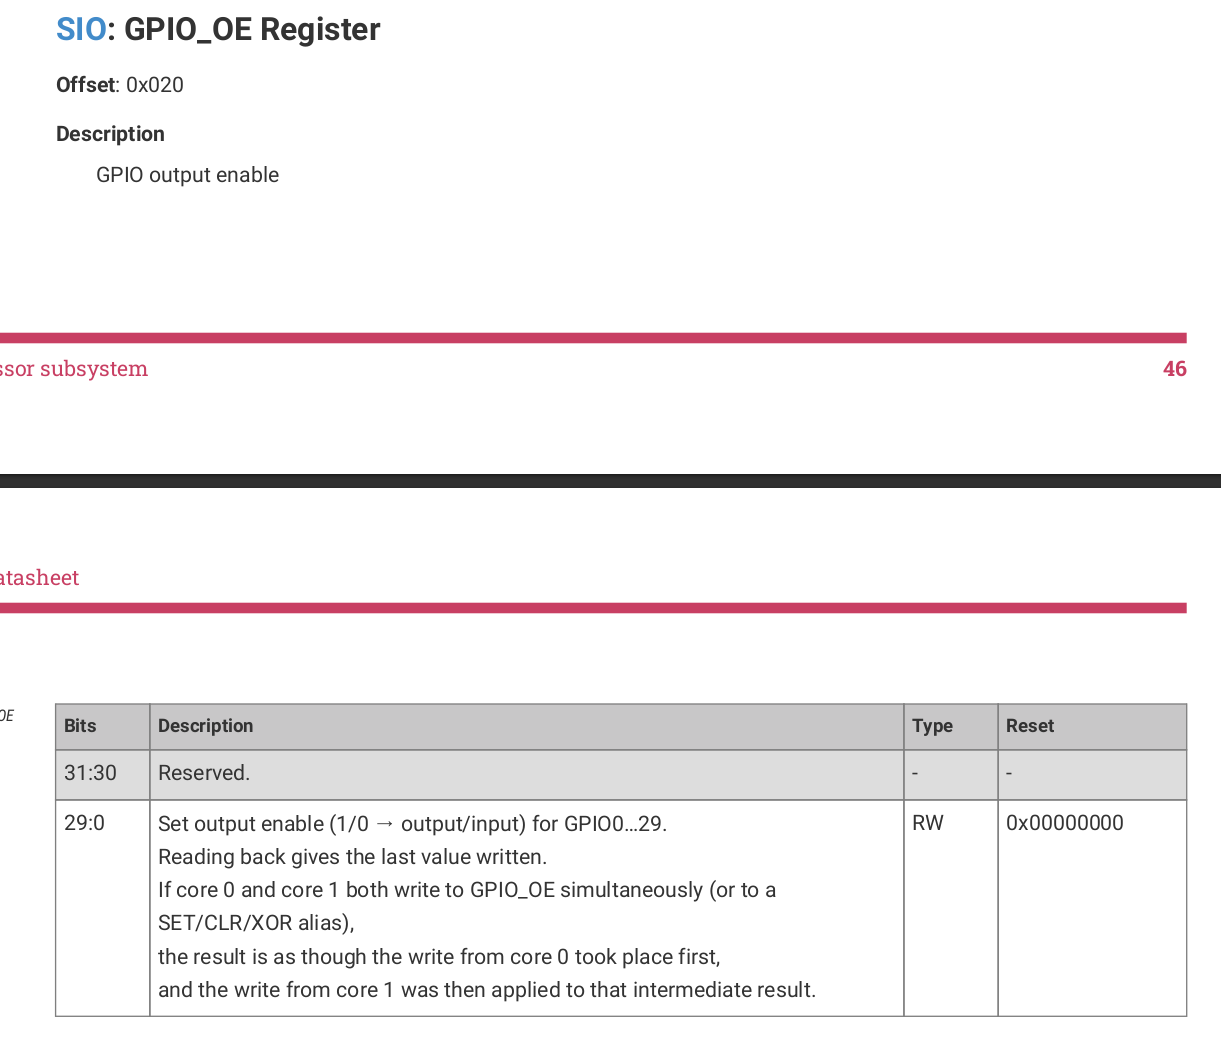 SIO: GPIO_OE Register
Offset: 0x020
Description
GPIO output enable
ssor subsystem
46
atasheet
OE
Bits Description Type Reset
31:30 Reserved. - -
29:0 Set output enable (1/0 → output/input) for GPIO0…29. RW 0x00000000
Reading back gives the last value written.
If core 0 and core 1 both write to GPIO_OE simultaneously (or to a
SET/CLR/XOR alias),
the result is as though the write from core 0 took place first,
and the write from core 1 was then applied to that intermediate result.